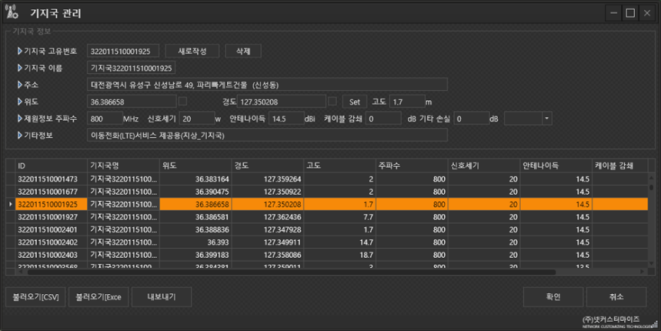 기지국 관리
기지국 정보
기지국 고유번호 322011510001925 새로작성 삭제
기지국 이름 기지국322011510001925
주소 대전광역시 유성구 신성남로 49, 파리빠게트건물 (신성동)
위도 36.386658 경도 127.350208 Set 고도 1.7 m
제원정보 주파수 800 MHz 신호세기 20 w 안테나이득 14.5 dBi 케이블 감쇄 0 dB 기타 손실 0 dB
기타정보 이동전화(LTE)서비스 제공용(지상_기지국)
ID 기지국명 위도 경도 고도 주파수 신호세기 안테나이득 케이블 감쇄
322011510001473 기지국3220115100... 36.383164 127.359264 2 800 20 14.5
322011510001677 기지국3220115100... 36.390475 127.350922 2 800 20 14.5
322011510001925 기지국3220115100... 36.386658 127.350208 1.7 800 20 14.5
322011510001927 기지국3220115100... 36.386581 127.362436 7.7 800 20 14.5
322011510002401 기지국3220115100... 36.388836 127.347928 1.7 800 20 14.5
322011510002402 기지국3220115100... 36.393 127.349911 14.7 800 20 14.5
322011510002403 기지국3220115100... 36.399183 127.358086 18.7 800 20 14.5
불러오기[CSV] 불러오기[Exce 내보내기 확인 취소
(주)넷커스터마이즈
NETWORK CUSTOMIZING TECHNOLOGIES